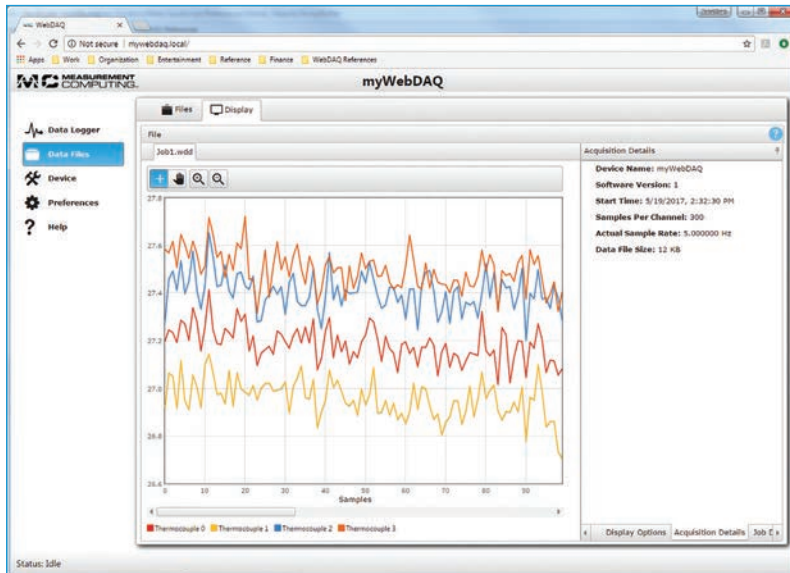 WebDAQ
Not secure | mywebdaq.local/
Apps Work Organization Entertainment Reference Finance WebDAQ References
MC MEASUREMENT COMPUTING.
myWebDAQ
Files Display
Data Logger
Data Files
Device
Preferences
Help
File
Job1.wdd
27.8
27.6
27.4
27.2
27.0
26.8
26.6
0 10 20 30 40 50 60 70 80 90
Samples
Thermocouple 0 Thermocouple 1 Thermocouple 2 Thermocouple 3
Acquisition Details
Device Name: myWebDAQ
Software Version: 1
Start Time: 5/19/2017, 2:32:30 PM
Samples Per Channel: 300
Actual Sample Rate: 5.000000 Hz
Data File Size: 12 KB
Display Options Acquisition Details Job D
Status: Idle